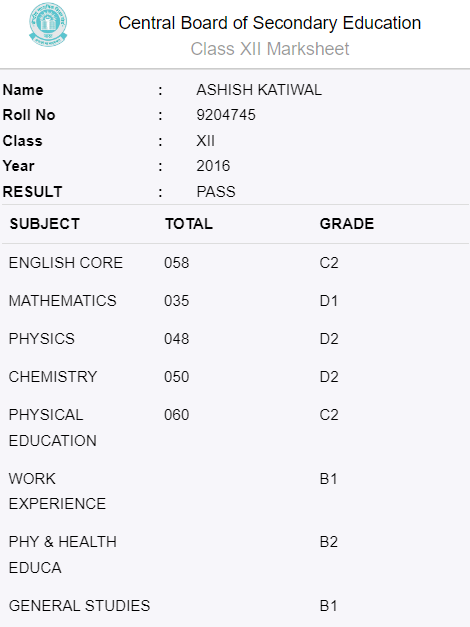 Central Board of Secondary Education
Class XII Marksheet
Name : ASHISH KATIWAL
Roll No : 9204745
Class : XII
Year : 2016
RESULT : PASS
SUBJECT TOTAL GRADE
ENGLISH CORE 058 C2
MATHEMATICS 035 D1
PHYSICS 048 D2
CHEMISTRY 050 D2
PHYSICAL 060 C2
EDUCATION
WORK B1
EXPERIENCE
PHY & HEALTH B2
EDUCA
GENERAL STUDIES B1